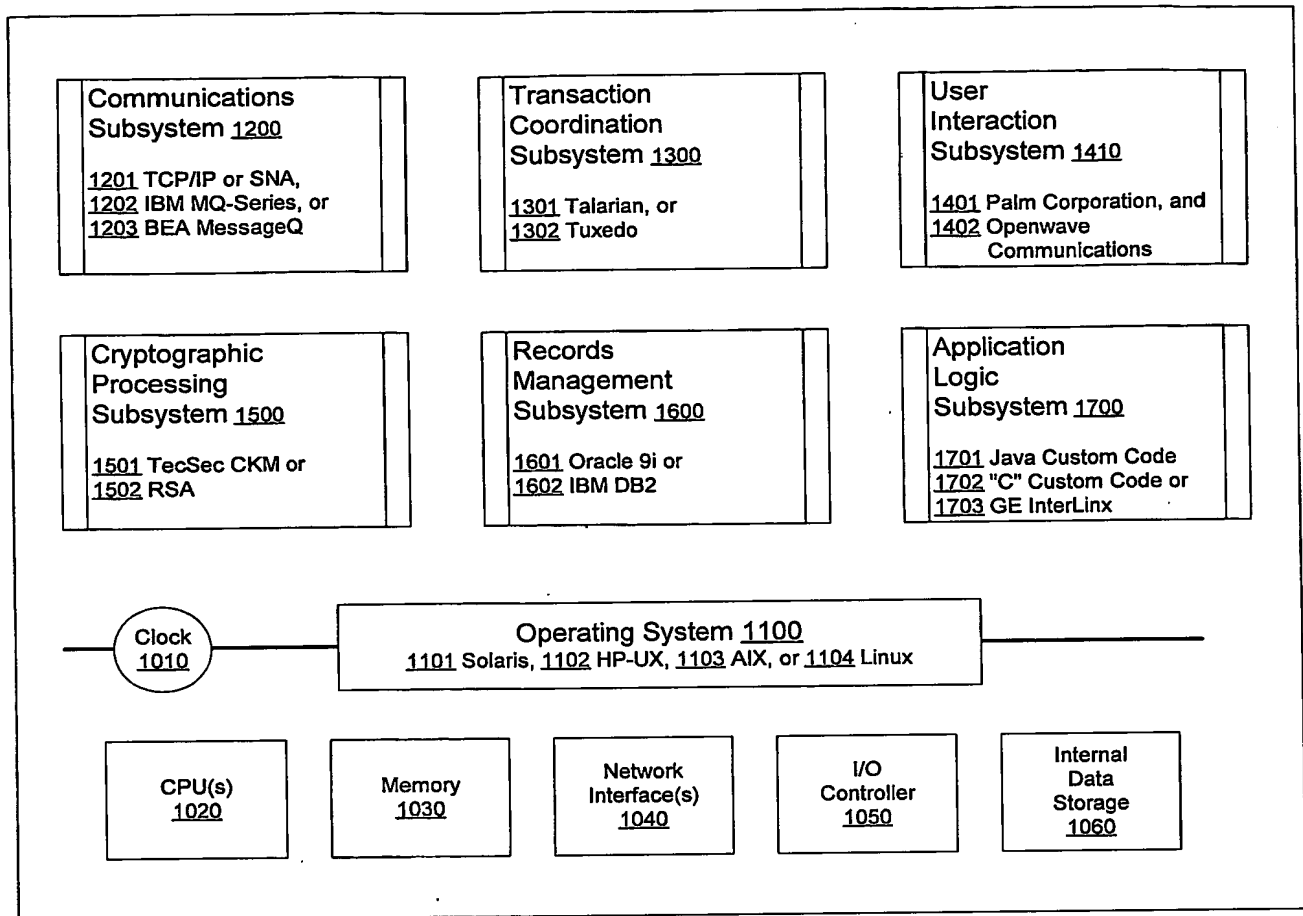 Communications
Subsystem 1200
1201 TCP/IP or SNA,
1202 IBM MQ-Series, or
1203 BEA MessageQ
Transaction
Coordination
Subsystem 1300
1301 Talarian, or
1302 Tuxedo
User
Interaction
Subsystem 1410
1401 Palm Corporation, and
1402 Openwave
Communications
Cryptographic
Processing
Subsystem 1500
1501 TecSec CKM or
1502 RSA
Records
Management
Subsystem 1600
1601 Oracle 9i or
1602 IBM DB2
Application
Logic
Subsystem 1700
1701 Java Custom Code
1702 "C" Custom Code or
1703 GE InterLinx
Clock
1010
Operating System 1100
1101 Solaris, 1102 HP-UX, 1103 AIX, or 1104 Linux
CPU(s)
1020
Memory
1030
Network
Interface(s)
1040
I/O
Controller
1050
Internal
Data
Storage
1060